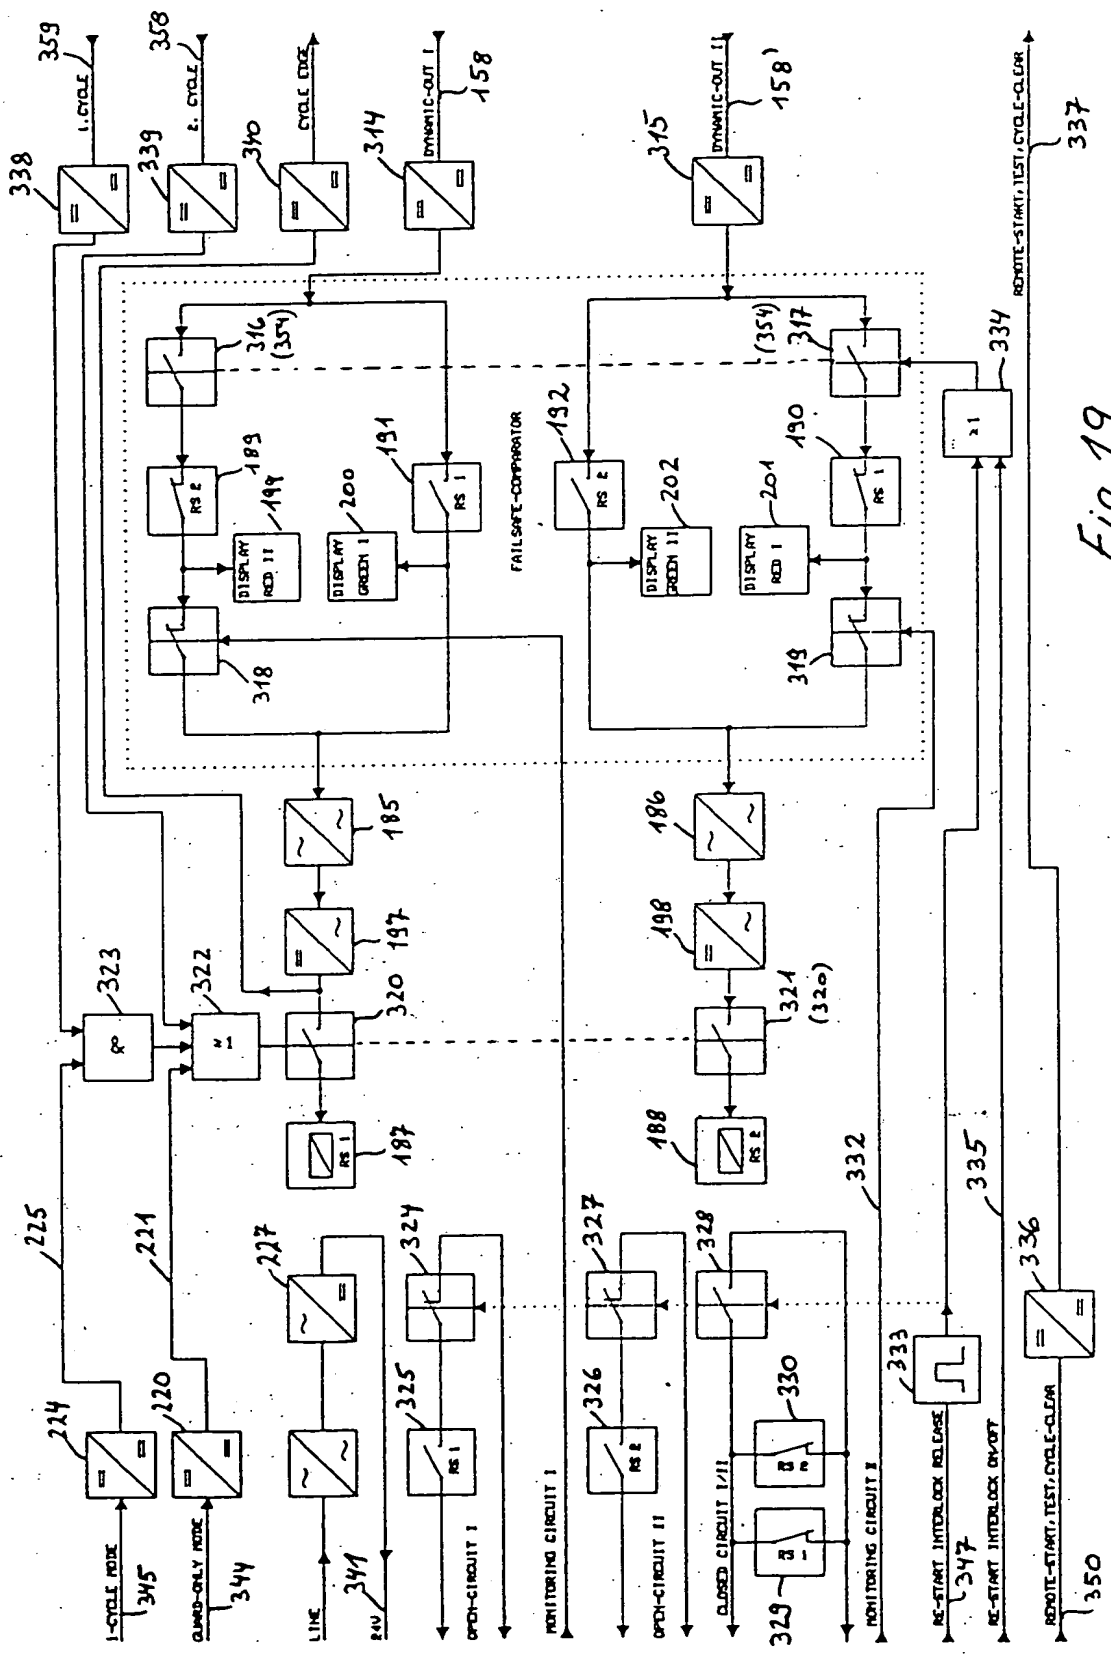 359
1. CYCLE
338
358
2. CYCLE
339
CYCLE EDGE
340
DYNAMIC-OUT I
158
314
DYNAMIC-OUT II
158'
315
REMOTE-START, TEST, CYCLE-CLEAR
337
316
(354)
(354)
317
334
≥1
189
RS 2
199
DISPLAY
RED II
191
RS 1
200
DISPLAY
GREEN I
FAILSAFE-COMPARATOR
192
RS 2
202
DISPLAY
GREEN II
190
RS 1
201
DISPLAY
RED I
318
319
185
186
197
198
323
&
322
≥1
320
321
(320)
RS 1
187
RS 2
188
332
335
225
221
227
324
327
328
336
333
224
220
325
RS 1
326
RS 2
330
RS 2
329
RS 1
1-CYCLE MODE
345
GUARD-ONLY MODE
344
LINE
24V
341
OPEN-CIRCUIT I
MONITORING CIRCUIT I
OPEN-CIRCUIT II
CLOSED CIRCUIT I/II
MONITORING CIRCUIT II
RE-START INTERLOCK RELEASE
347
RE-START INTERLOCK ON/OFF
REMOTE-START, TEST, CYCLE-CLEAR
350
Fig. 19